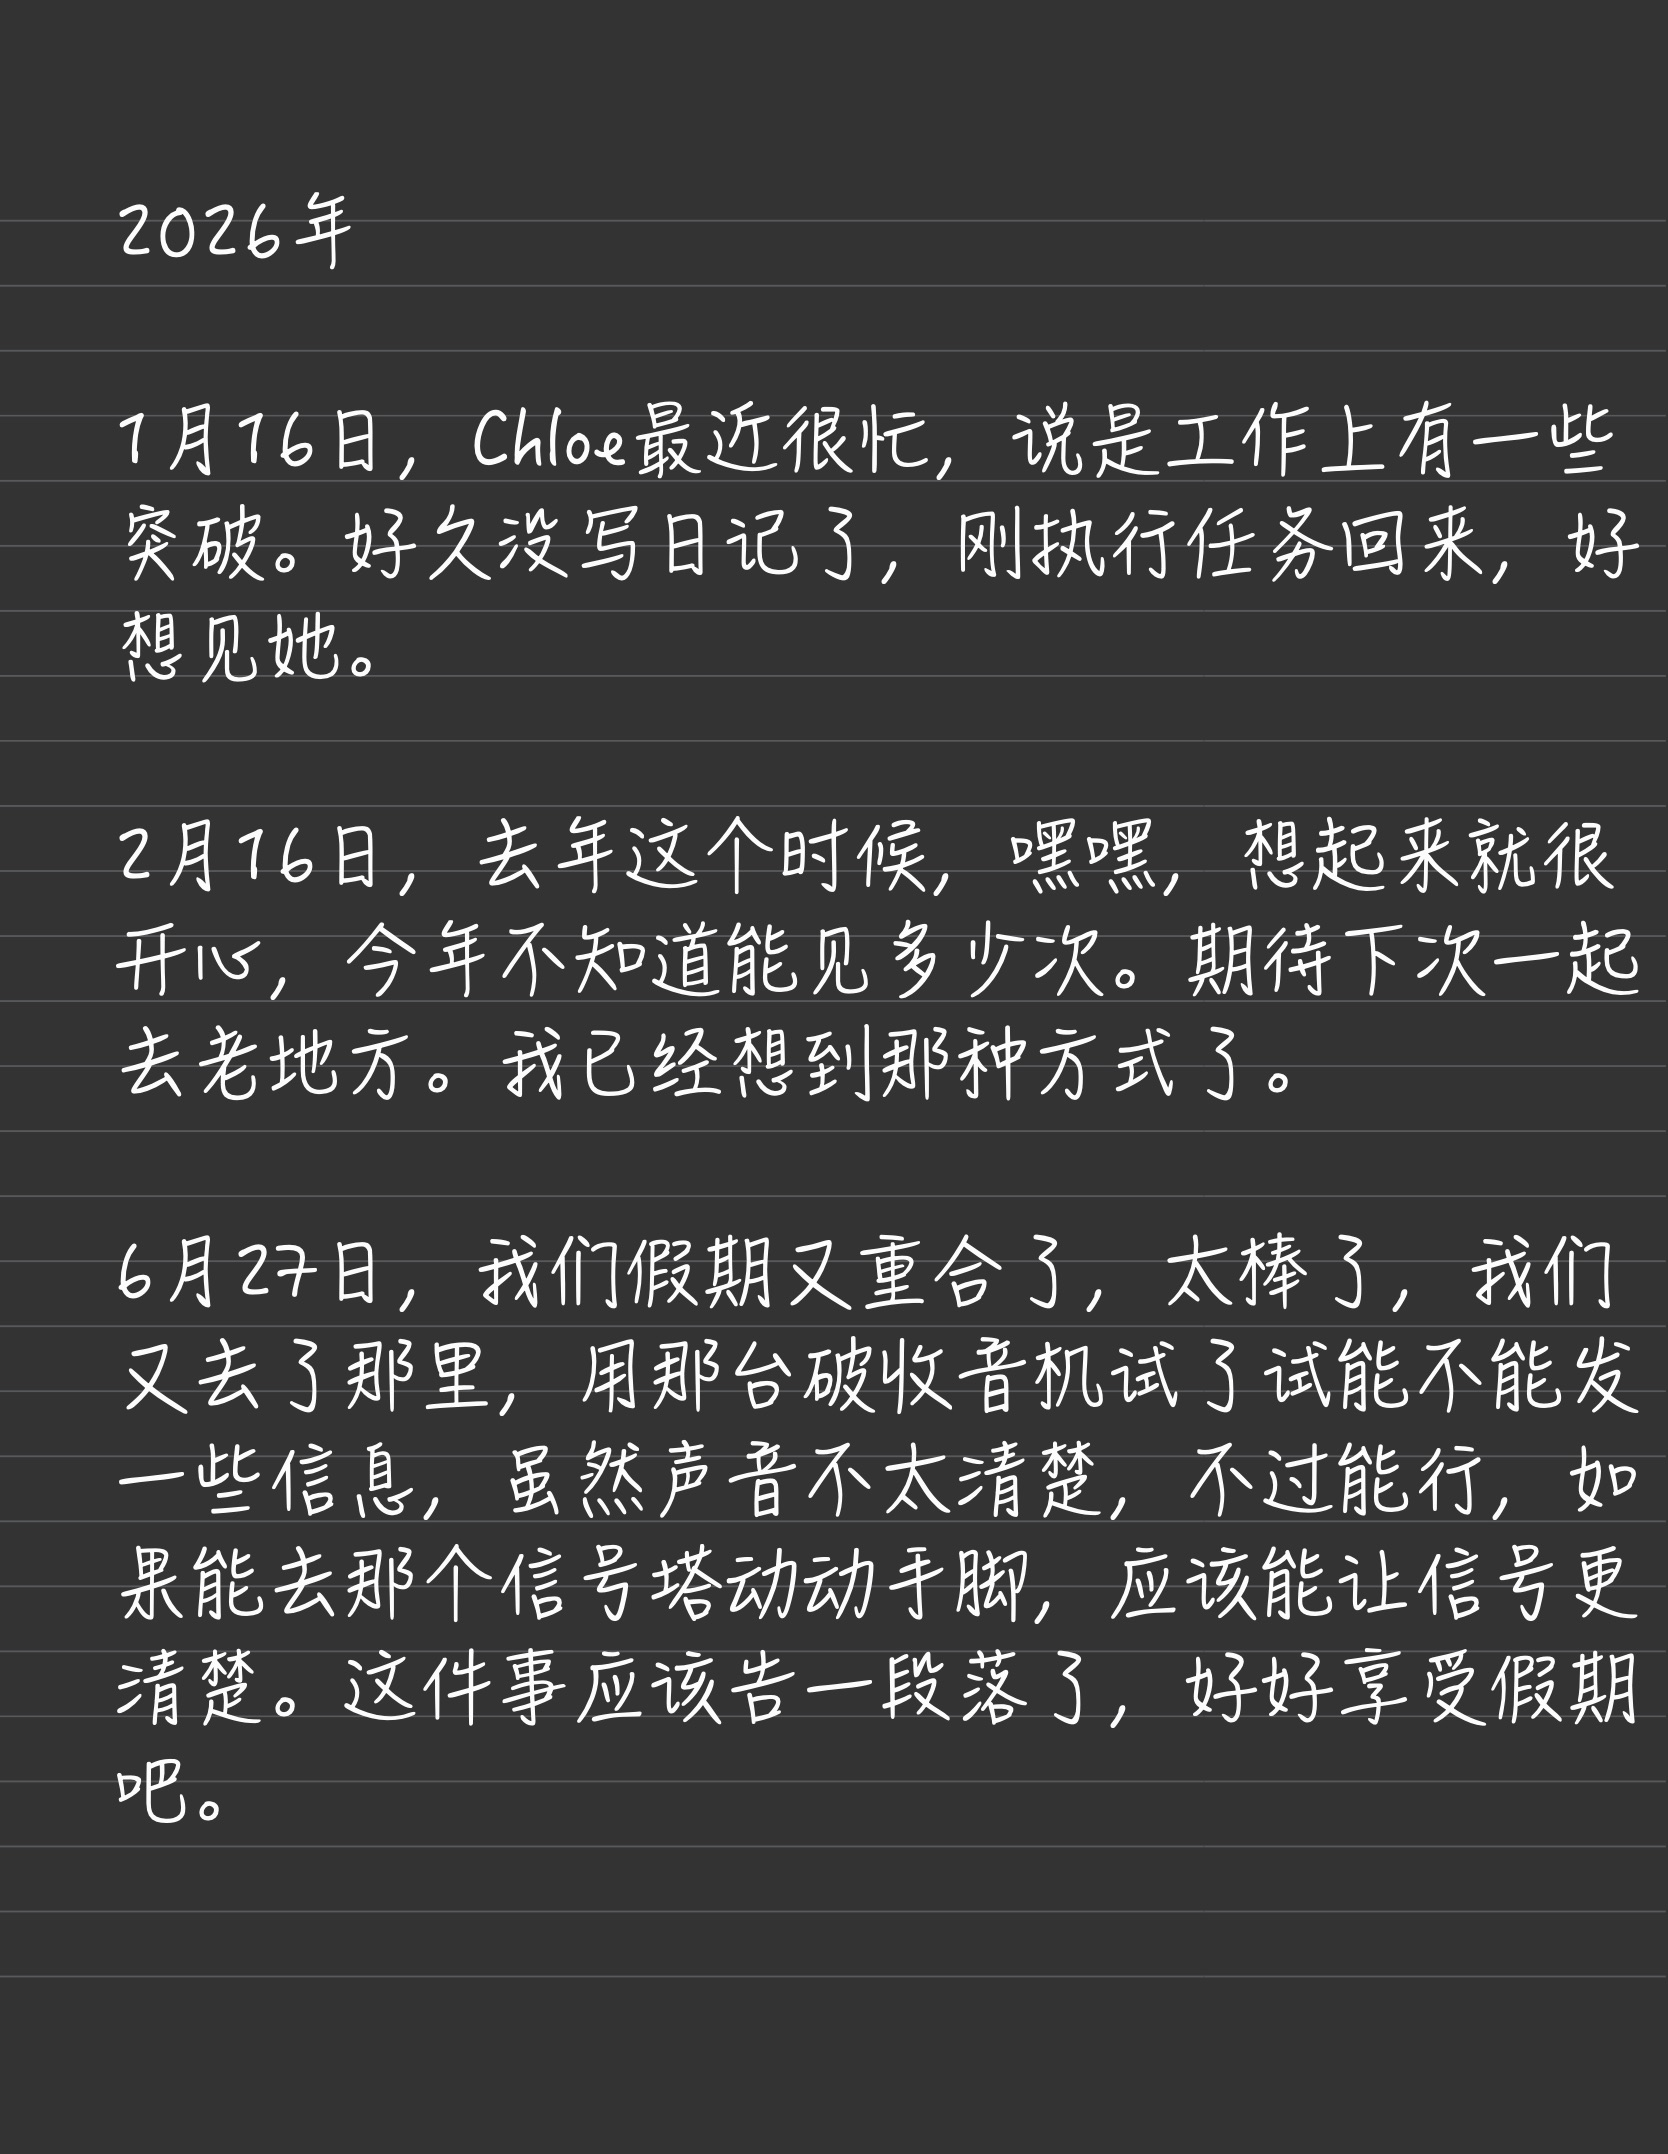 2026年
1月16日，Chloe最近很忙，说是工作上有一些
突破。好久没写日记了，刚执行任务回来，好
想见她。
2月16日，去年这个时候，嘿嘿，想起来就很
开心，今年不知道能见多少次。期待下次一起
去老地方。我已经想到那种方式了。
6月27日，我们假期又重合了，太棒了，我们
又去了那里，用那台破收音机试了试能不能发
一些信息，虽然声音不太清楚，不过能行，如
果能去那个信号塔动动手脚，应该能让信号更
清楚。这件事应该告一段落了，好好享受假期
吧。